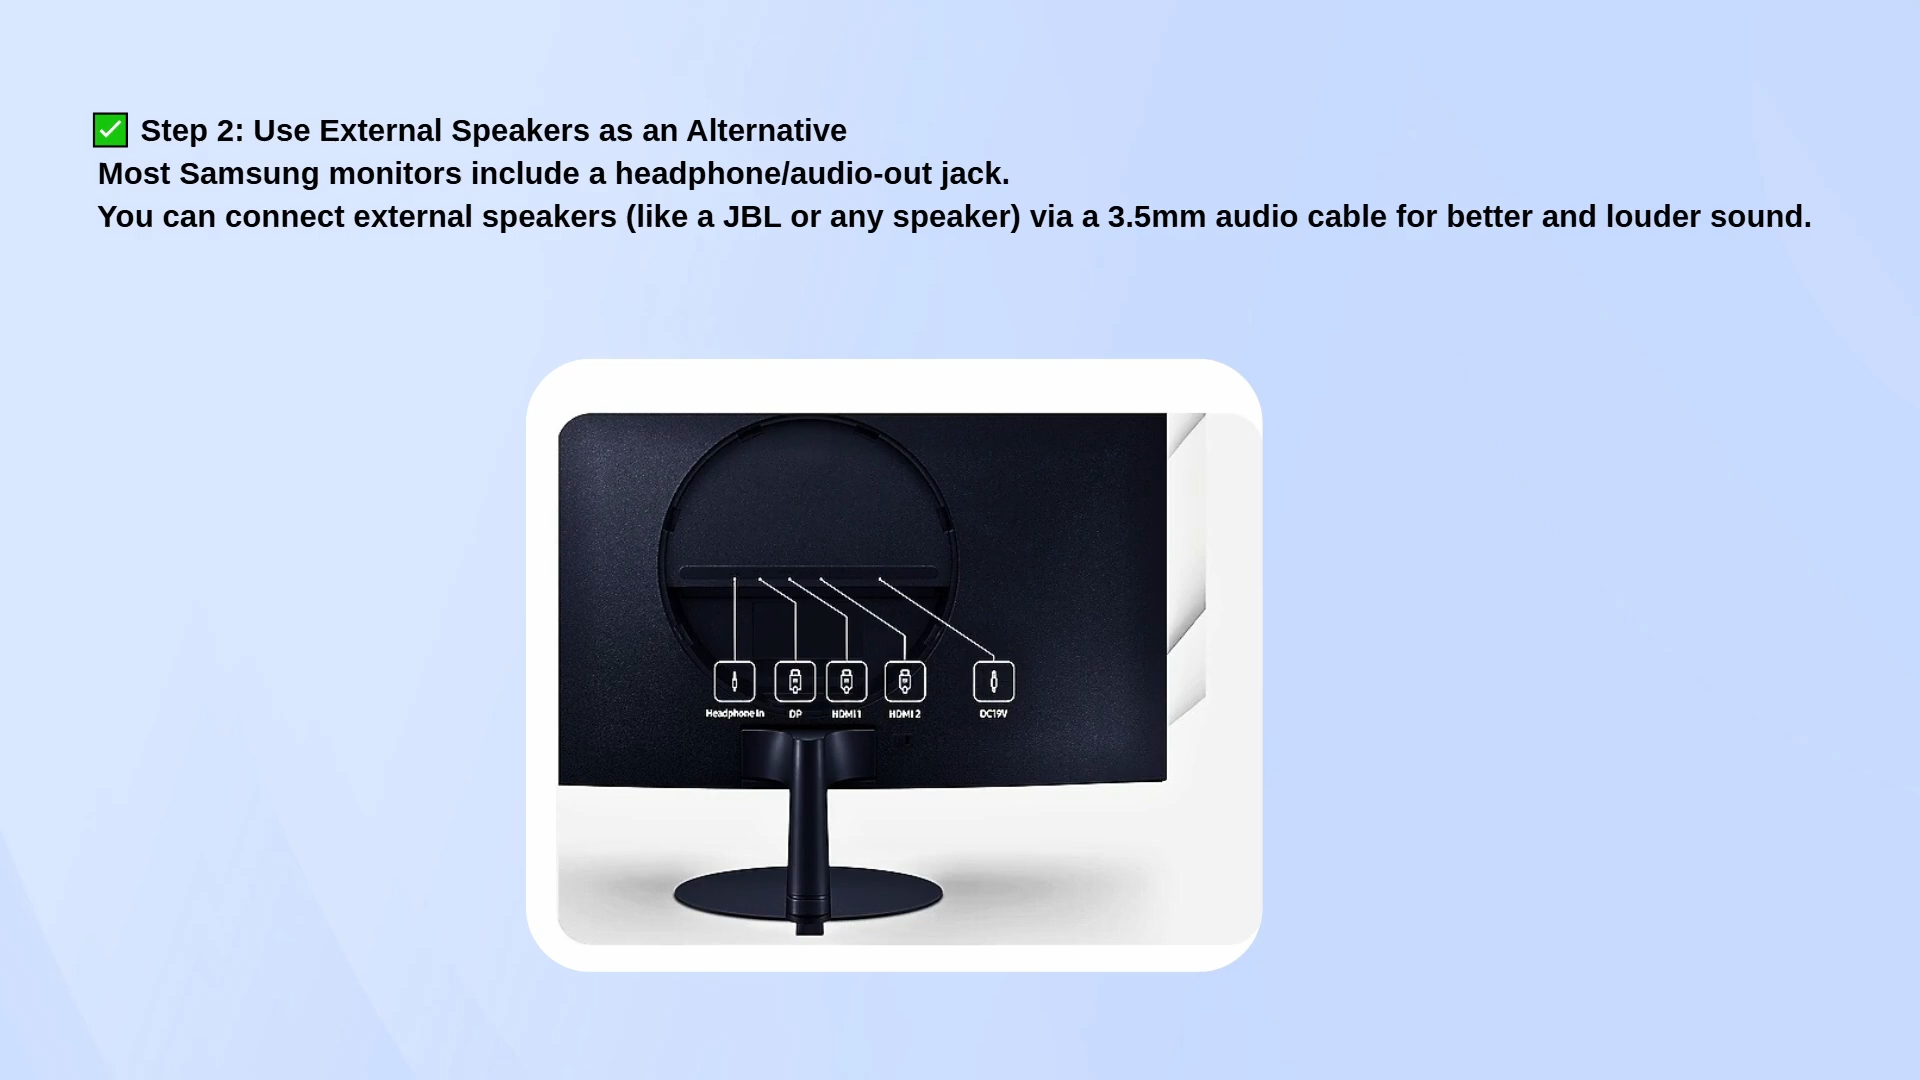 ✅ Step 2: Use External Speakers as an Alternative
Most Samsung monitors include a headphone/audio-out jack.
You can connect external speakers (like a JBL or any speaker) via a 3.5mm audio cable for better and louder sound.
Headphone In DP HDMI 1 HDMI 2 DC19V